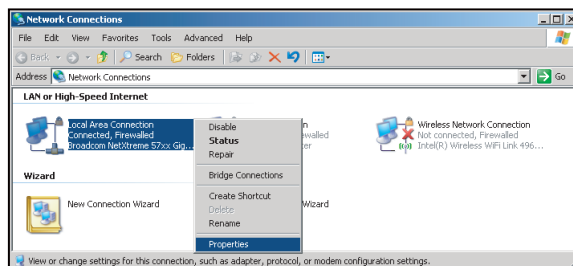 Network Connections
File Edit View Favorites Tools Advanced Help
Back Search Folders
Address Network Connections Go
LAN or High-Speed Internet
Local Area Connection
Connected, Firewalled
Broadcom NetXtreme 57xx Gig...
Disable
Status
Repair
Bridge Connections
Create Shortcut
Delete
Rename
Properties
Wireless Network Connection
Not connected, Firewalled
Intel(R) Wireless WiFi Link 496...
Wizard
New Connection Wizard
Wizard
View or change settings for this connection, such as adapter, protocol, or modem configuration settings.